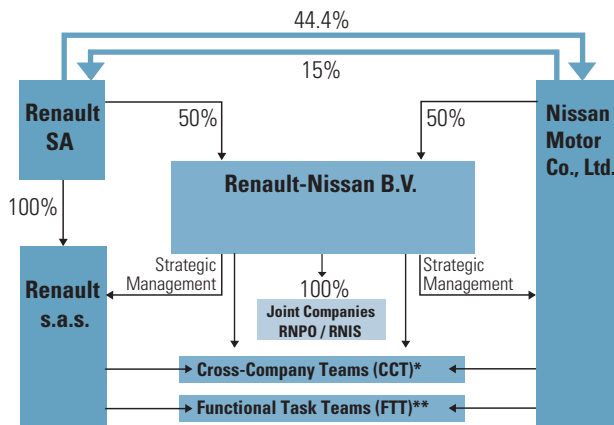 44.4%
15%
Renault
SA
50%
50%
Nissan
Motor
Co., Ltd.
Renault-Nissan B.V.
100%
Renault
s.a.s.
Strategic
Management
100%
Strategic
Management
Joint Companies
RNPO / RNIS
Cross-Company Teams (CCT)*
Functional Task Teams (FTT)**